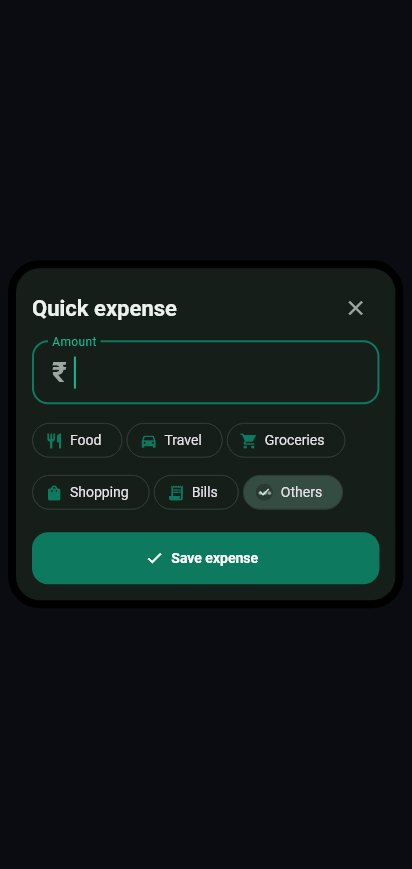 Quick expense
Amount
₹
Food Travel Groceries
Shopping Bills Others
Save expense